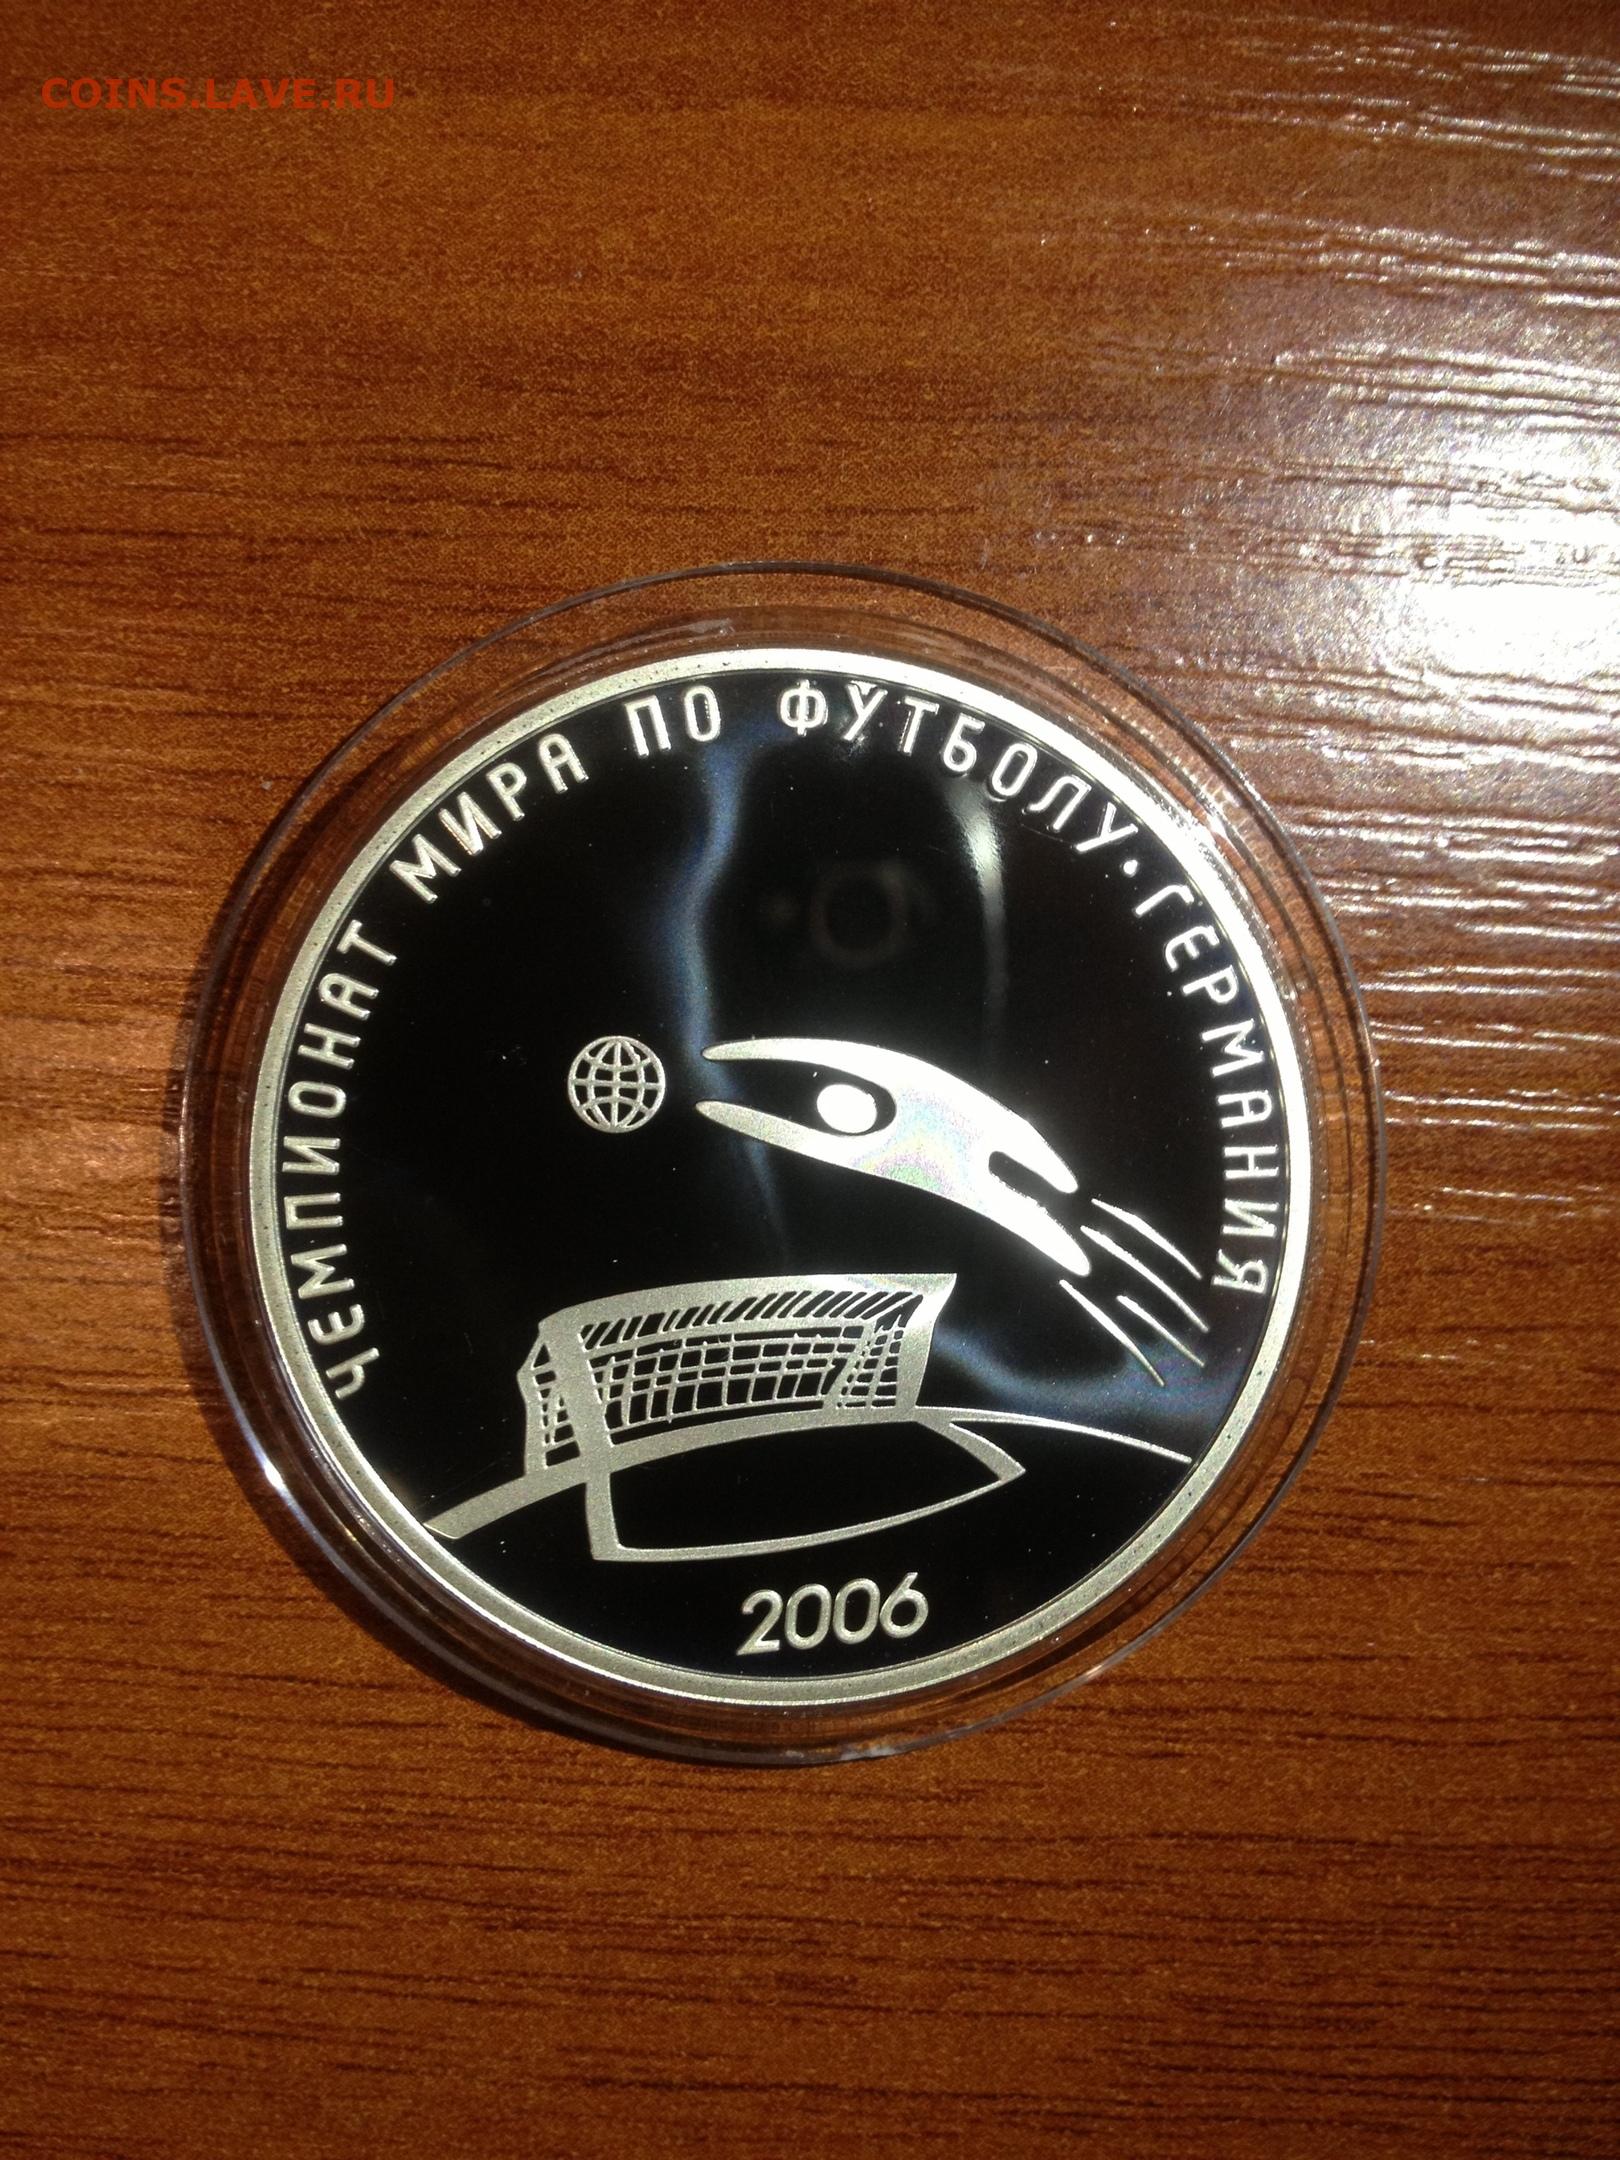 COINS.LAVE.RU
ЧЕМПИОНАТ МИРА ПО ФУТБОЛУ · ГЕРМАНИЯ
2006